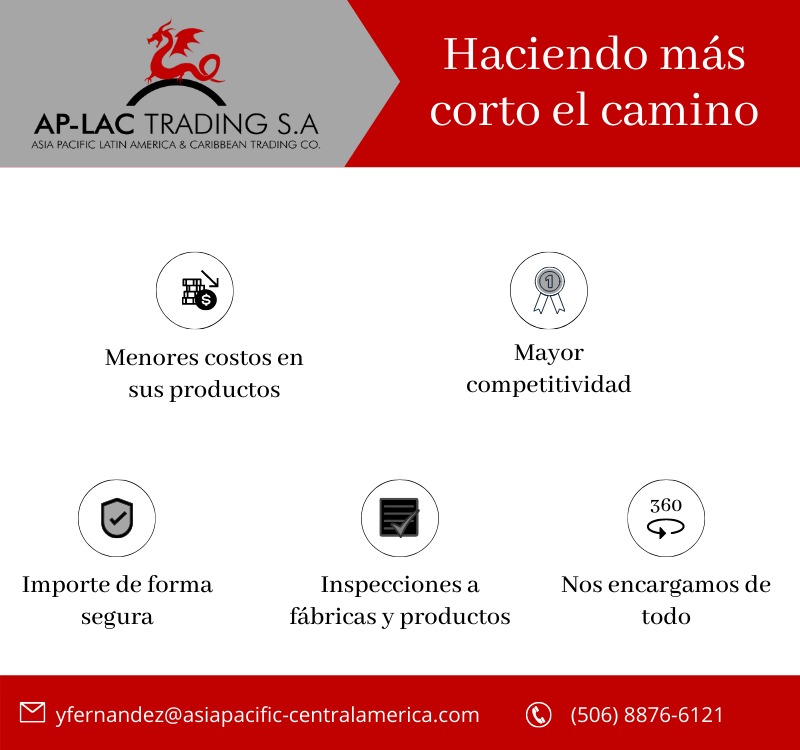 AP-LAC TRADING S.A
ASIA PACIFIC LATIN AMERICA & CARIBBEAN TRADING CO.
Haciendo más
corto el camino
$
Menores costos en
sus productos
1
Mayor
competitividad
Importe de forma
segura
Inspecciones a
fábricas y productos
360
Nos encargamos de
todo
yfernandez@asiapacific-centralamerica.com
(506) 8876-6121